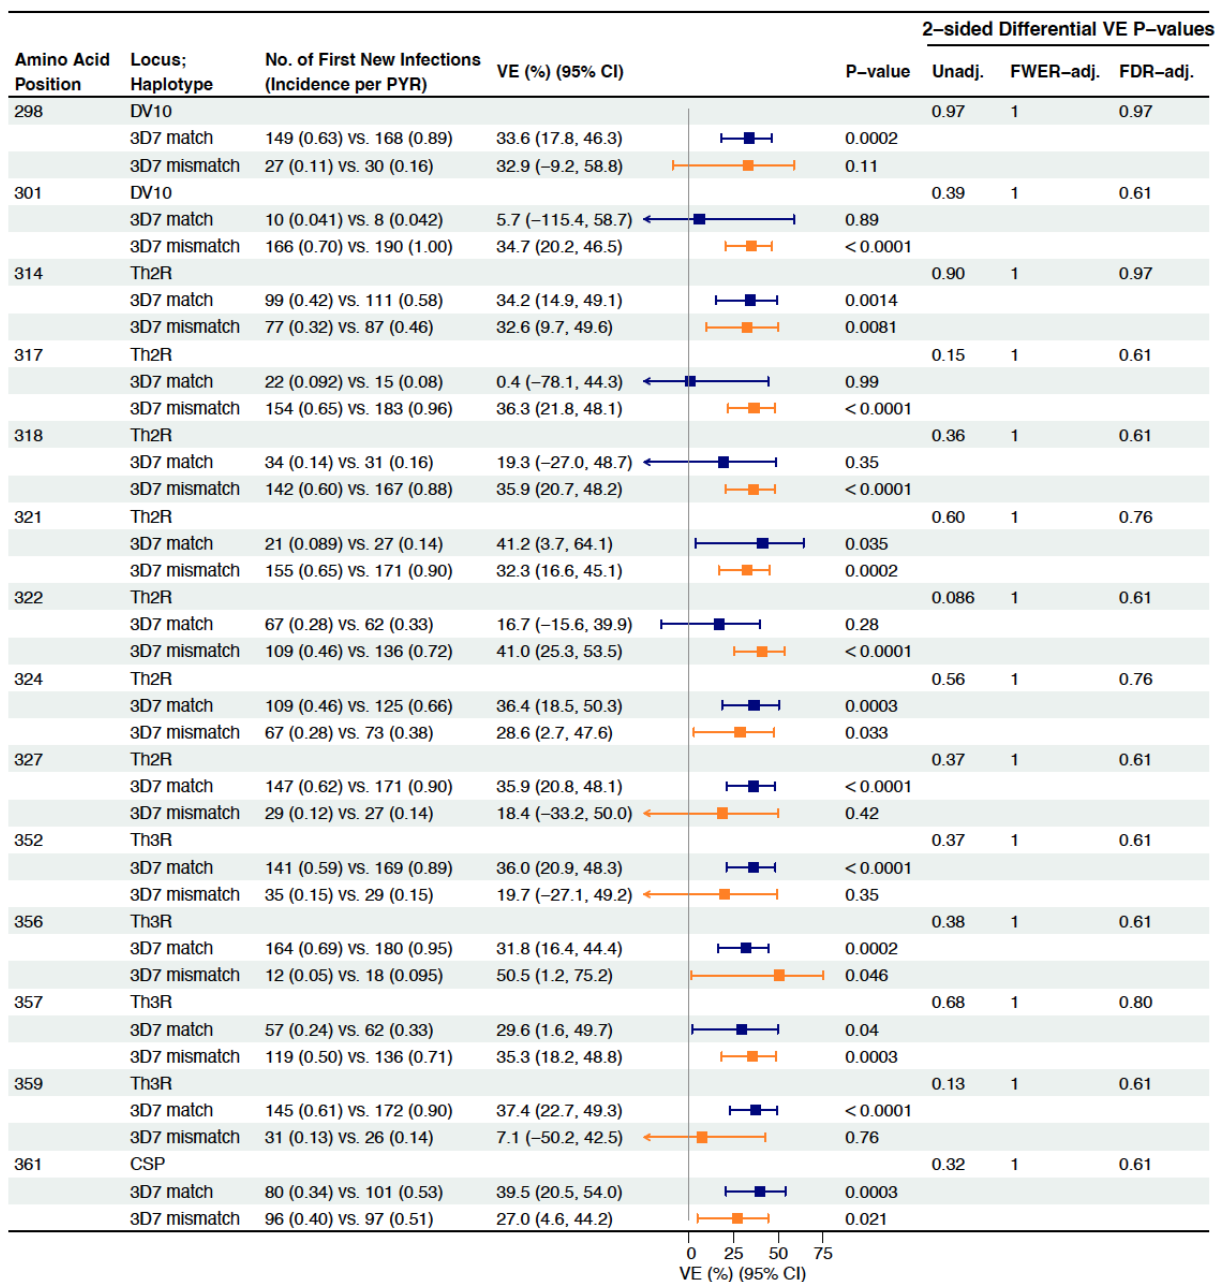 2−sided Differential VE P−values
Amino Acid Position Locus; Haplotype No. of First New Infections (Incidence per PYR) VE (%) (95% CI) P−value Unadj. FWER−adj. FDR−adj.
298 DV10 0.97 1 0.97
3D7 match 149 (0.63) vs. 168 (0.89) 33.6 (17.8, 46.3) 0.0002
3D7 mismatch 27 (0.11) vs. 30 (0.16) 32.9 (−9.2, 58.8) 0.11
301 DV10 0.39 1 0.61
3D7 match 10 (0.041) vs. 8 (0.042) 5.7 (−115.4, 58.7) 0.89
3D7 mismatch 166 (0.70) vs. 190 (1.00) 34.7 (20.2, 46.5) < 0.0001
314 Th2R 0.90 1 0.97
3D7 match 99 (0.42) vs. 111 (0.58) 34.2 (14.9, 49.1) 0.0014
3D7 mismatch 77 (0.32) vs. 87 (0.46) 32.6 (9.7, 49.6) 0.0081
317 Th2R 0.15 1 0.61
3D7 match 22 (0.092) vs. 15 (0.08) 0.4 (−78.1, 44.3) 0.99
3D7 mismatch 154 (0.65) vs. 183 (0.96) 36.3 (21.8, 48.1) < 0.0001
318 Th2R 0.36 1 0.61
3D7 match 34 (0.14) vs. 31 (0.16) 19.3 (−27.0, 48.7) 0.35
3D7 mismatch 142 (0.60) vs. 167 (0.88) 35.9 (20.7, 48.2) < 0.0001
321 Th2R 0.60 1 0.76
3D7 match 21 (0.089) vs. 27 (0.14) 41.2 (3.7, 64.1) 0.035
3D7 mismatch 155 (0.65) vs. 171 (0.90) 32.3 (16.6, 45.1) 0.0002
322 Th2R 0.086 1 0.61
3D7 match 67 (0.28) vs. 62 (0.33) 16.7 (−15.6, 39.9) 0.28
3D7 mismatch 109 (0.46) vs. 136 (0.72) 41.0 (25.3, 53.5) < 0.0001
324 Th2R 0.56 1 0.76
3D7 match 109 (0.46) vs. 125 (0.66) 36.4 (18.5, 50.3) 0.0003
3D7 mismatch 67 (0.28) vs. 73 (0.38) 28.6 (2.7, 47.6) 0.033
327 Th2R 0.37 1 0.61
3D7 match 147 (0.62) vs. 171 (0.90) 35.9 (20.8, 48.1) < 0.0001
3D7 mismatch 29 (0.12) vs. 27 (0.14) 18.4 (−33.2, 50.0) 0.42
352 Th3R 0.37 1 0.61
3D7 match 141 (0.59) vs. 169 (0.89) 36.0 (20.9, 48.3) < 0.0001
3D7 mismatch 35 (0.15) vs. 29 (0.15) 19.7 (−27.1, 49.2) 0.35
356 Th3R 0.38 1 0.61
3D7 match 164 (0.69) vs. 180 (0.95) 31.8 (16.4, 44.4) 0.0002
3D7 mismatch 12 (0.05) vs. 18 (0.095) 50.5 (1.2, 75.2) 0.046
357 Th3R 0.68 1 0.80
3D7 match 57 (0.24) vs. 62 (0.33) 29.6 (1.6, 49.7) 0.04
3D7 mismatch 119 (0.50) vs. 136 (0.71) 35.3 (18.2, 48.8) 0.0003
359 Th3R 0.13 1 0.61
3D7 match 145 (0.61) vs. 172 (0.90) 37.4 (22.7, 49.3) < 0.0001
3D7 mismatch 31 (0.13) vs. 26 (0.14) 7.1 (−50.2, 42.5) 0.76
361 CSP 0.32 1 0.61
3D7 match 80 (0.34) vs. 101 (0.53) 39.5 (20.5, 54.0) 0.0003
3D7 mismatch 96 (0.40) vs. 97 (0.51) 27.0 (4.6, 44.2) 0.021
0 25 50 75
VE (%) (95% CI)